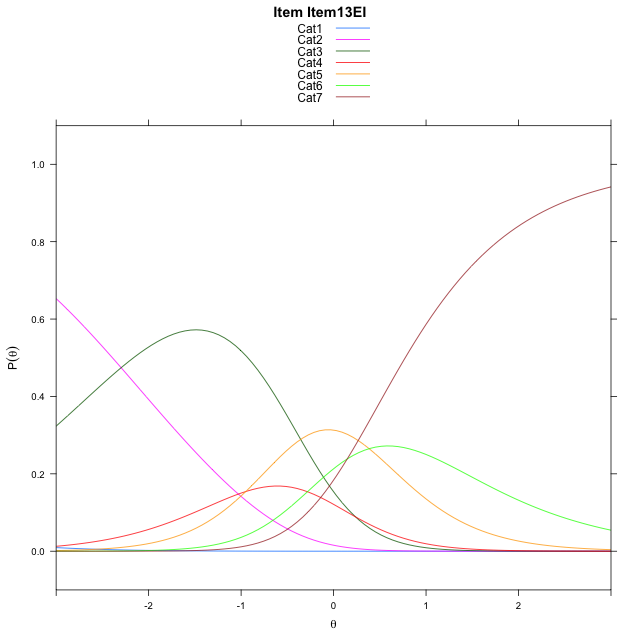 Item Item13EI
Cat1
Cat2
Cat3
Cat4
Cat5
Cat6
Cat7
1.0
0.8
0.6
0.4
0.2
0.0
P(θ)
-2 -1 0 1 2
θ